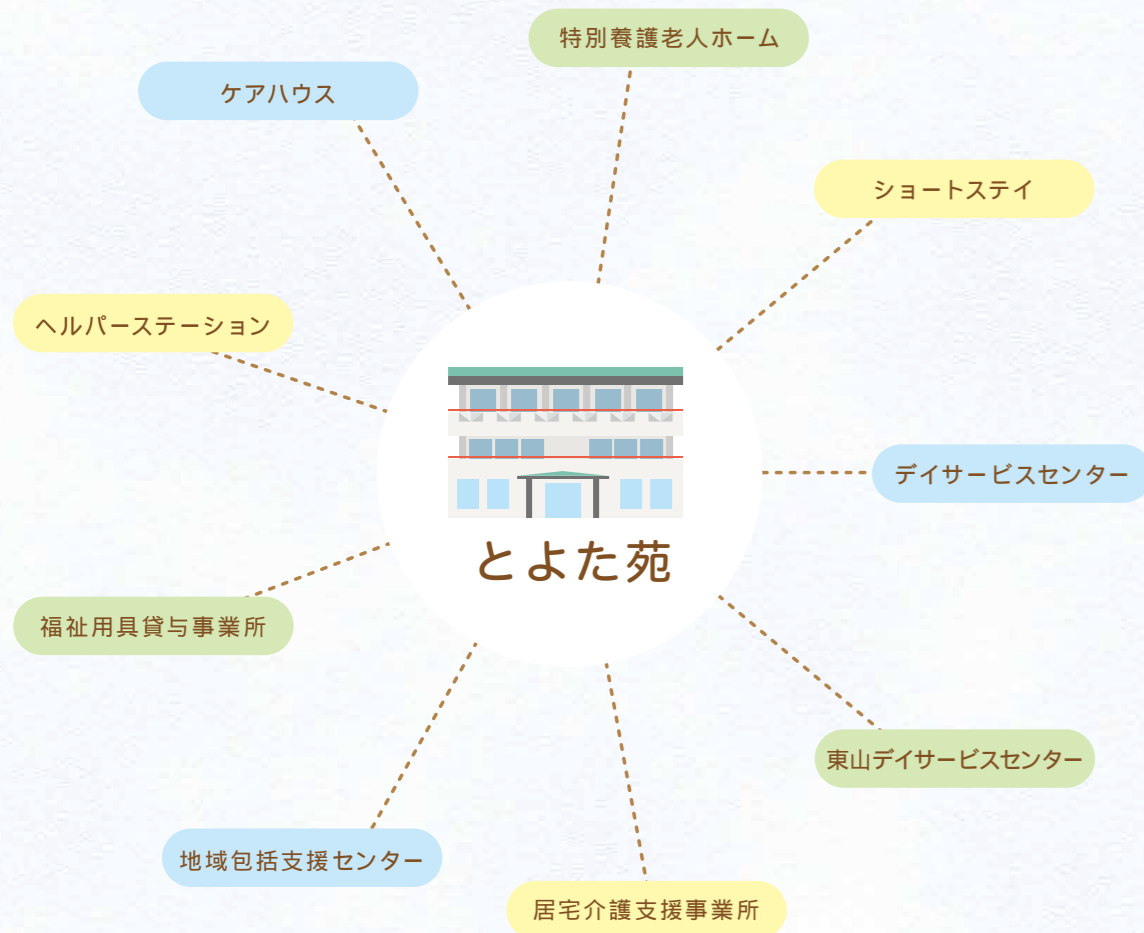 特別養護老人ホーム
ケアハウス
ショートステイ
ヘルパーステーション
デイサービスセンター
とよた苑
福祉用具貸与事業所
東山デイサービスセンター
地域包括支援センター
居宅介護支援事業所